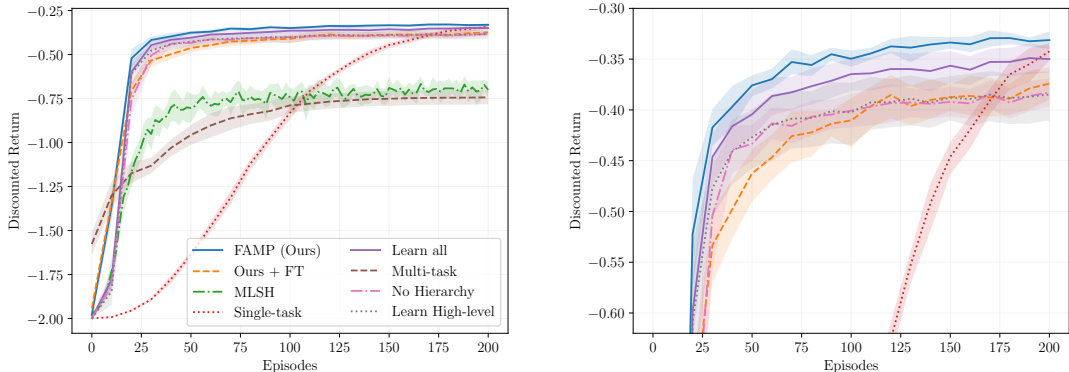 −0.25
−0.50
−0.75
−1.00
−1.25
−1.50
−1.75
−2.00
Discounted Return
FAMP (Ours)
Ours + FT
MLSH
Single-task
Learn all
Multi-task
No Hierarchy
Learn High-level
0 25 50 75 100 125 150 175 200
Episodes
−0.30
−0.35
−0.40
−0.45
−0.50
−0.55
−0.60
Discounted Return
0 25 50 75 100 125 150 175 200
Episodes